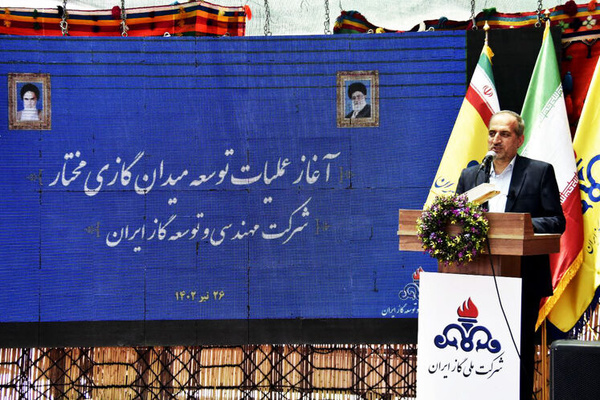 آغاز عملیات توسعه میدان گازی مختار
شرکت مهندسی و توسعه گاز ایران
۲۶ تیر ۱۴۰۲
شرکت ملی گاز ایران